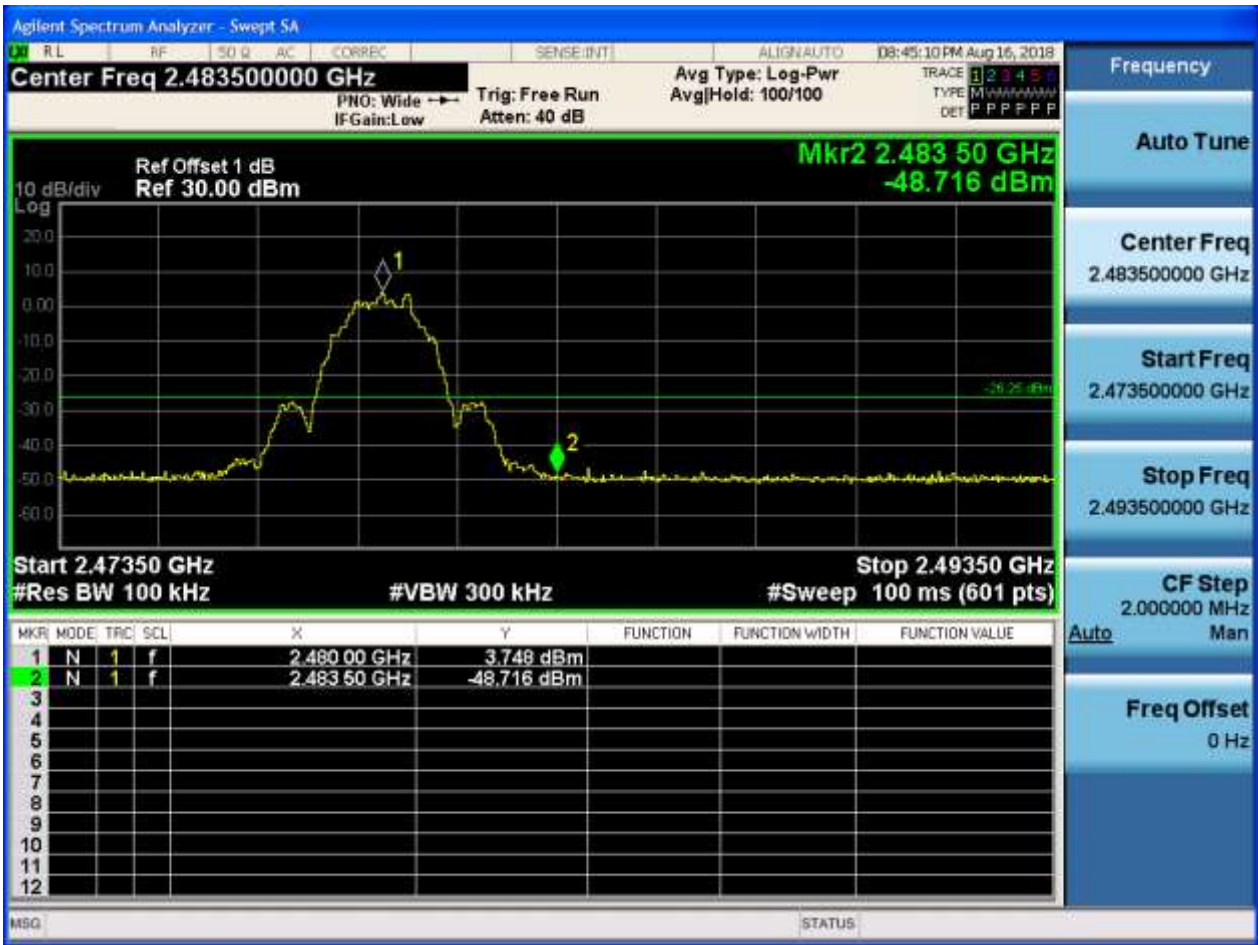 Agilent Spectrum Analyzer - Swept SA
LXI RL RF 50 Ω AC CORREC SENSE:INT ALIGNAUTO 08:45:10 PM Aug 16, 2018
Center Freq 2.483500000 GHz
PNO: Wide
IFGain:Low
Trig: Free Run
Atten: 40 dB
Avg Type: Log-Pwr
Avg|Hold: 100/100
TRACE 1 2 3 4 5 6
TYPE M W W W W W
DET P P P P P P
Mkr2 2.483 50 GHz
-48.716 dBm
Ref Offset 1 dB
10 dB/div Ref 30.00 dBm
Log
20.0
10.0
0.00
-10.0
-20.0
-30.0
-40.0
-50.0
-60.0
1
2
-26.25 dBm
Start 2.47350 GHz Stop 2.49350 GHz
#Res BW 100 kHz #VBW 300 kHz #Sweep 100 ms (601 pts)
MKR MODE TRC SCL X Y FUNCTION FUNCTION WIDTH FUNCTION VALUE
1 N 1 f 2.480 00 GHz 3.748 dBm
2 N 1 f 2.483 50 GHz -48.716 dBm
3
4
5
6
7
8
9
10
11
12
MSG STATUS
Frequency
Auto Tune
Center Freq
2.483500000 GHz
Start Freq
2.473500000 GHz
Stop Freq
2.493500000 GHz
CF Step
2.000000 MHz
Auto Man
Freq Offset
0 Hz